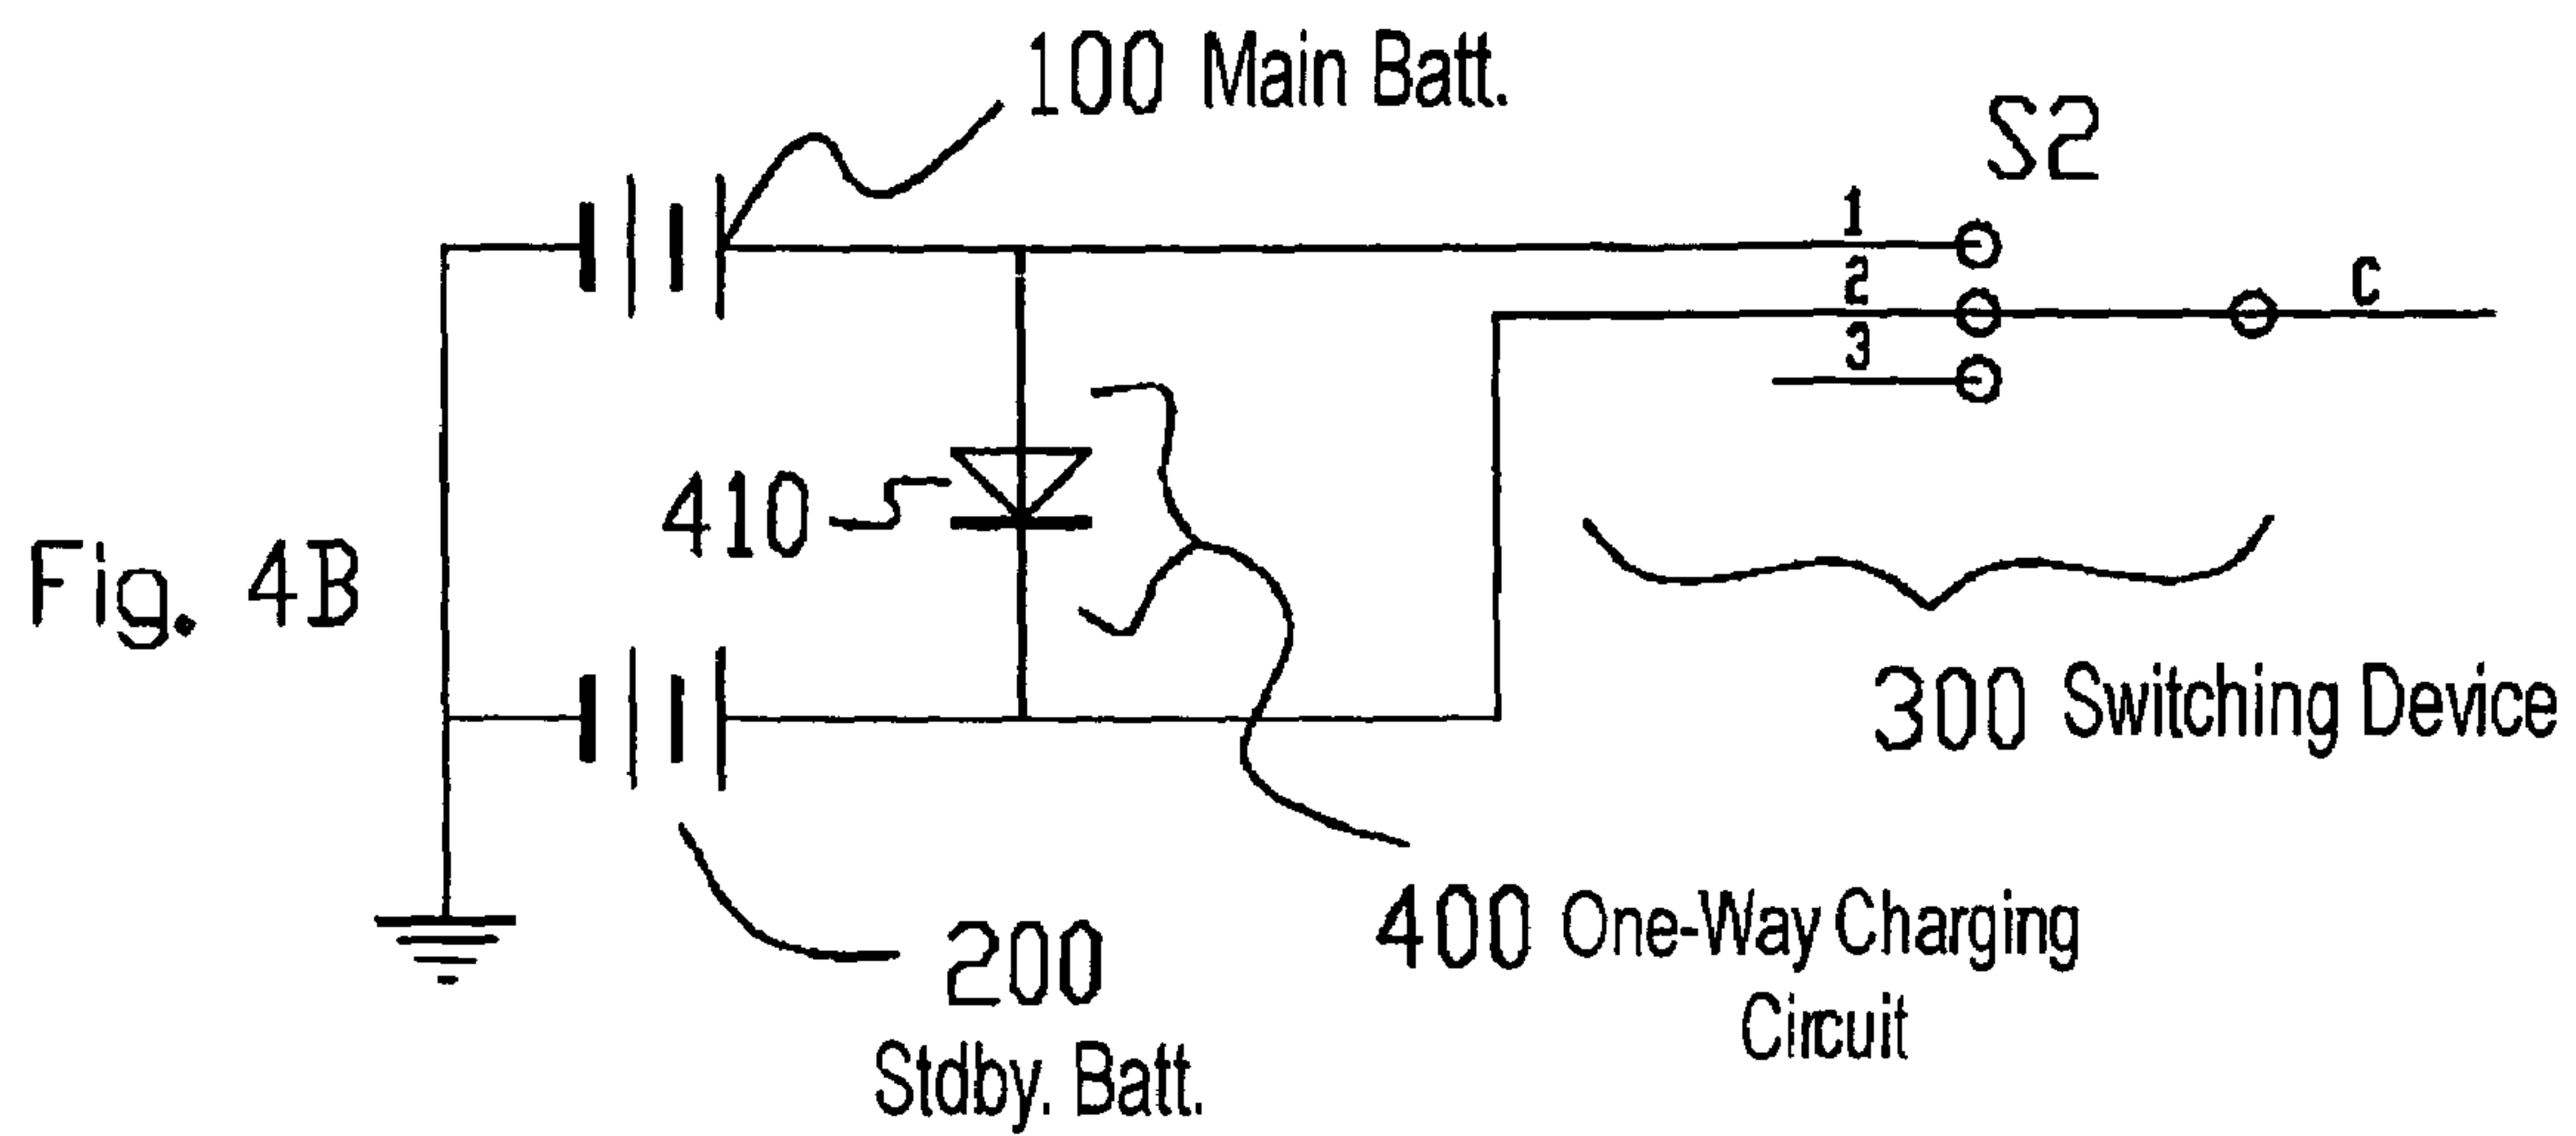 100 Main Batt.
S2
1
2
C
3
410
Fig. 4B
300 Switching Device
400 One-Way Charging
Circuit
200
Stdby. Batt.